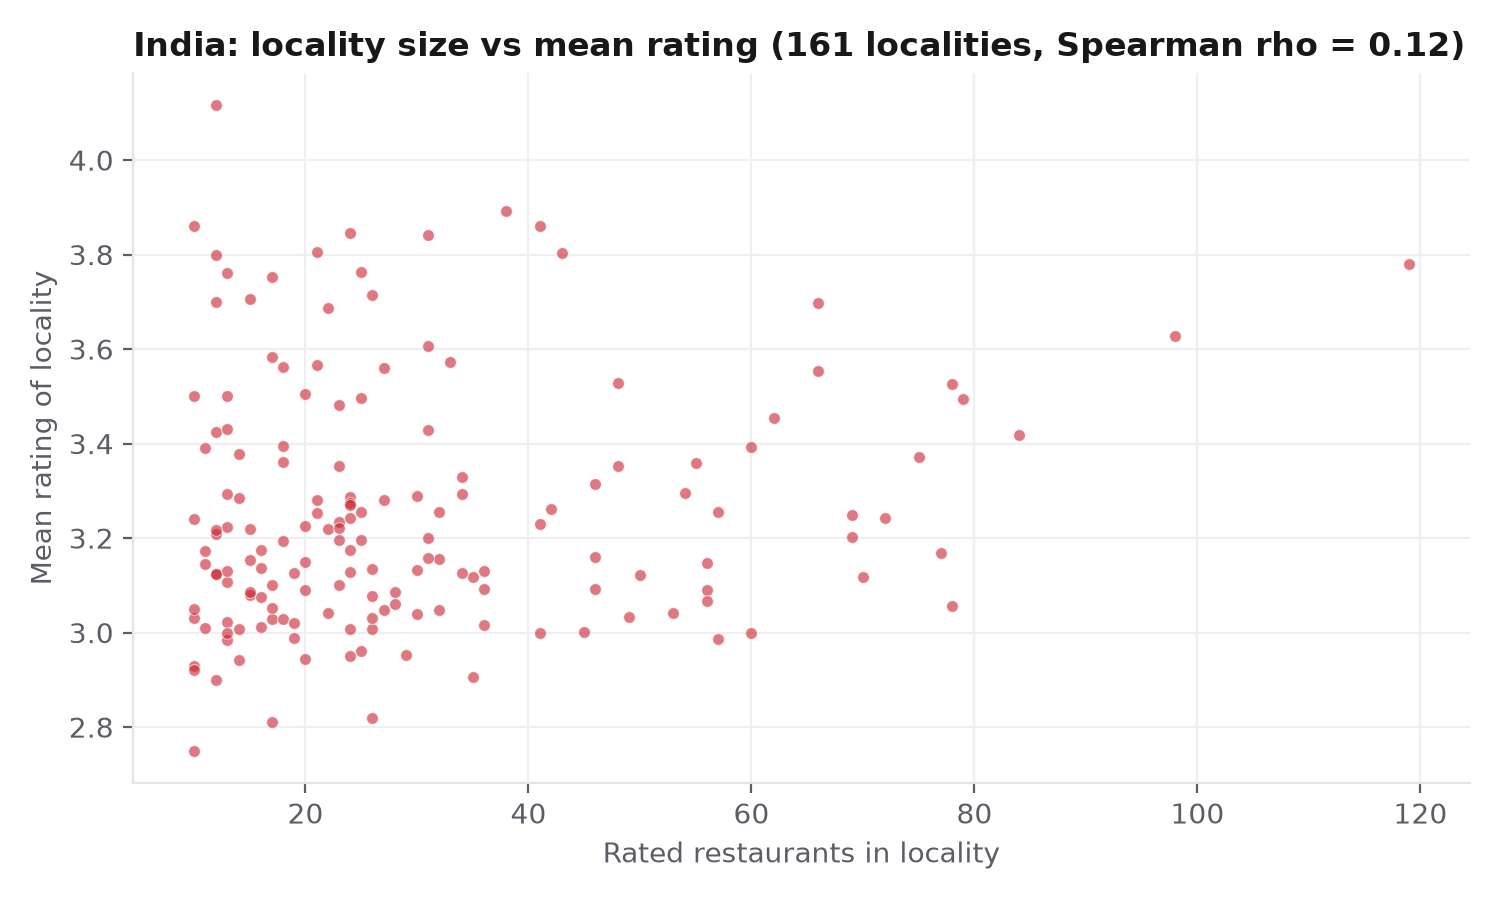 India: locality size vs mean rating (161 localities, Spearman rho = 0.12)
Mean rating of locality
4.0
3.8
3.6
3.4
3.2
3.0
2.8
20 40 60 80 100 120
Rated restaurants in locality